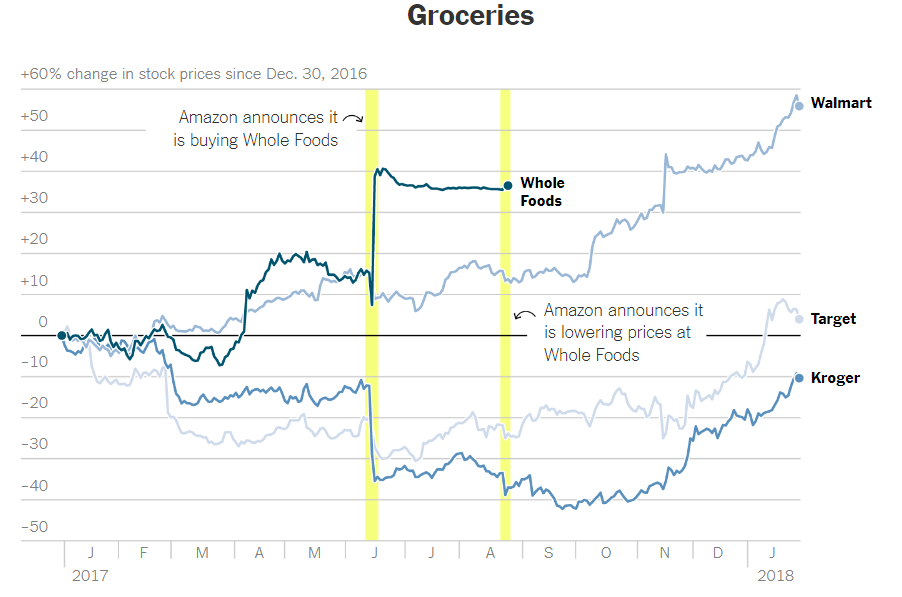 Groceries
+60% change in stock prices since Dec. 30, 2016
+50
Amazon announces it
is buying Whole Foods
Walmart
+40
+30
Whole
Foods
+20
+10
Amazon announces it
is lowering prices at
Whole Foods
0
Target
−10
Kroger
−20
−30
−40
−50
J F M A M J J A S O N D J
2017 2018